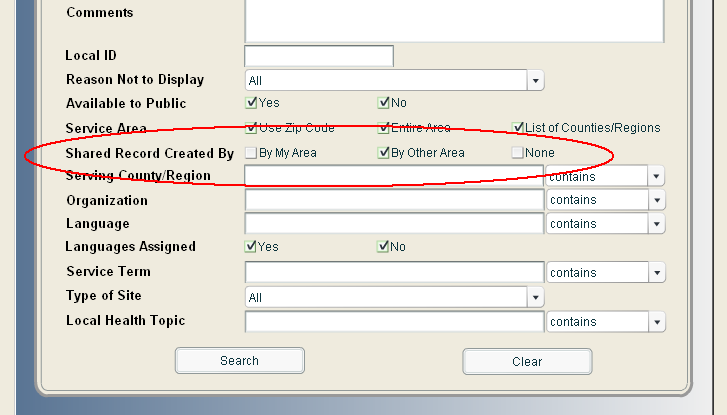 Comments
Local ID
Reason Not to Display All
Available to Public Yes No
Service Area Use Zip Code Entire Area List of Counties/Regions
Shared Record Created By By My Area By Other Area None
Serving County/Region contains
Organization contains
Language contains
Languages Assigned Yes No
Service Term contains
Type of Site All
Local Health Topic contains
Search Clear